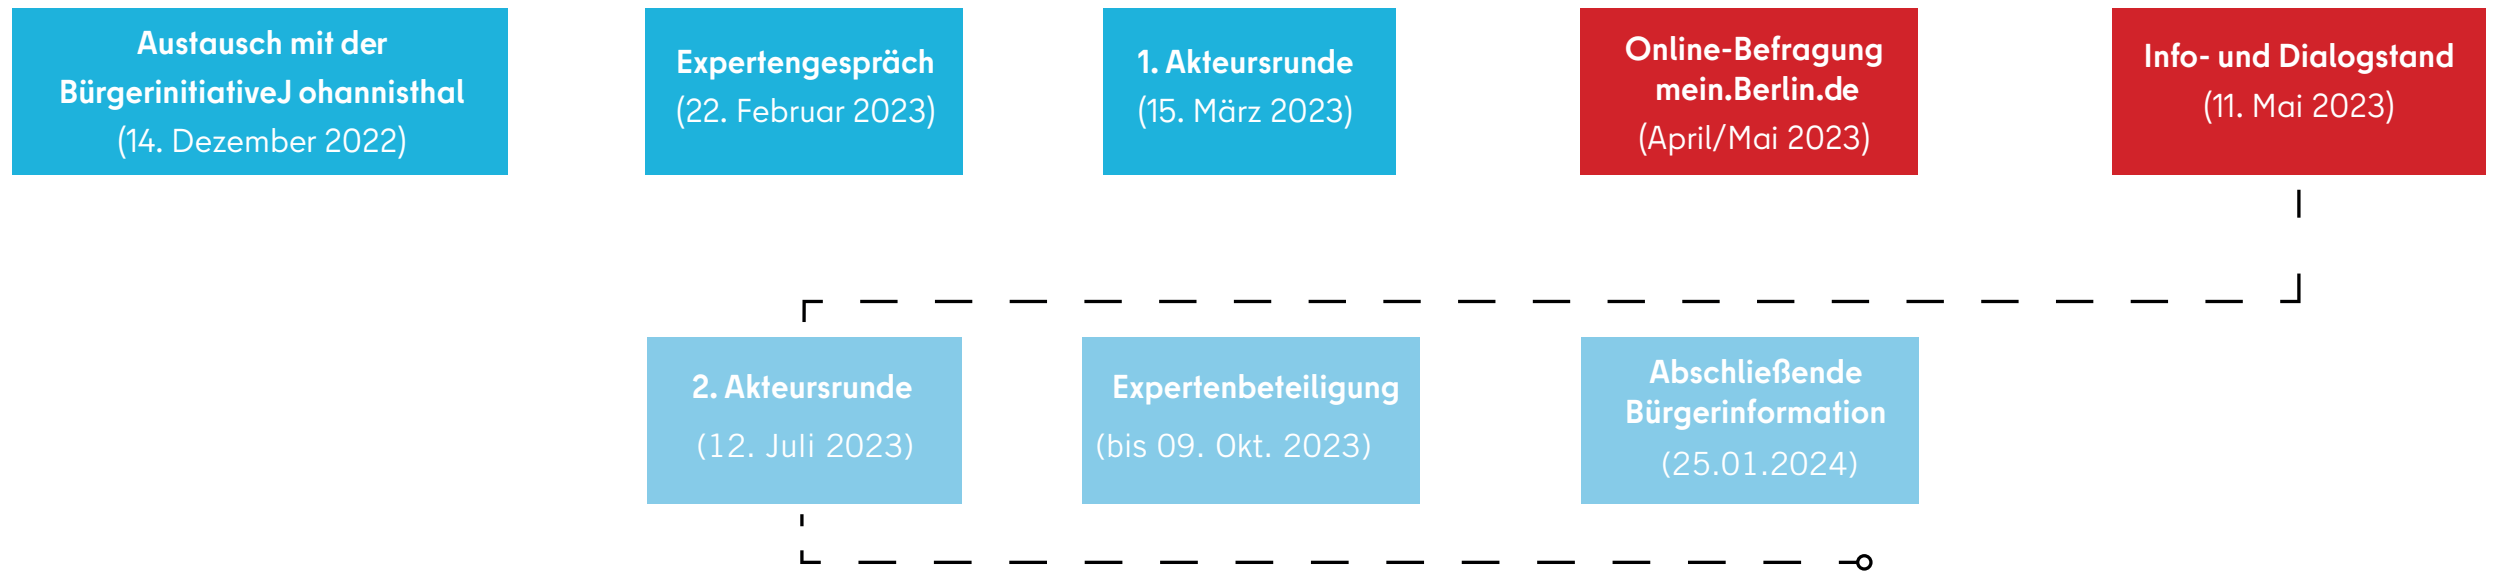 Austausch mit der
BürgerinitiativeJ ohannisthal
(14. Dezember 2022)
Expertengespräch
(22. Februar 2023)
1. Akteursrunde
(15. März 2023)
Online-Befragung
mein.Berlin.de
(April/Mai 2023)
Info- und Dialogstand
(11. Mai 2023)
2. Akteursrunde
(12. Juli 2023)
Expertenbeteiligung
(bis 09. Okt. 2023)
Abschließende
Bürgerinformation
(25.01.2024)